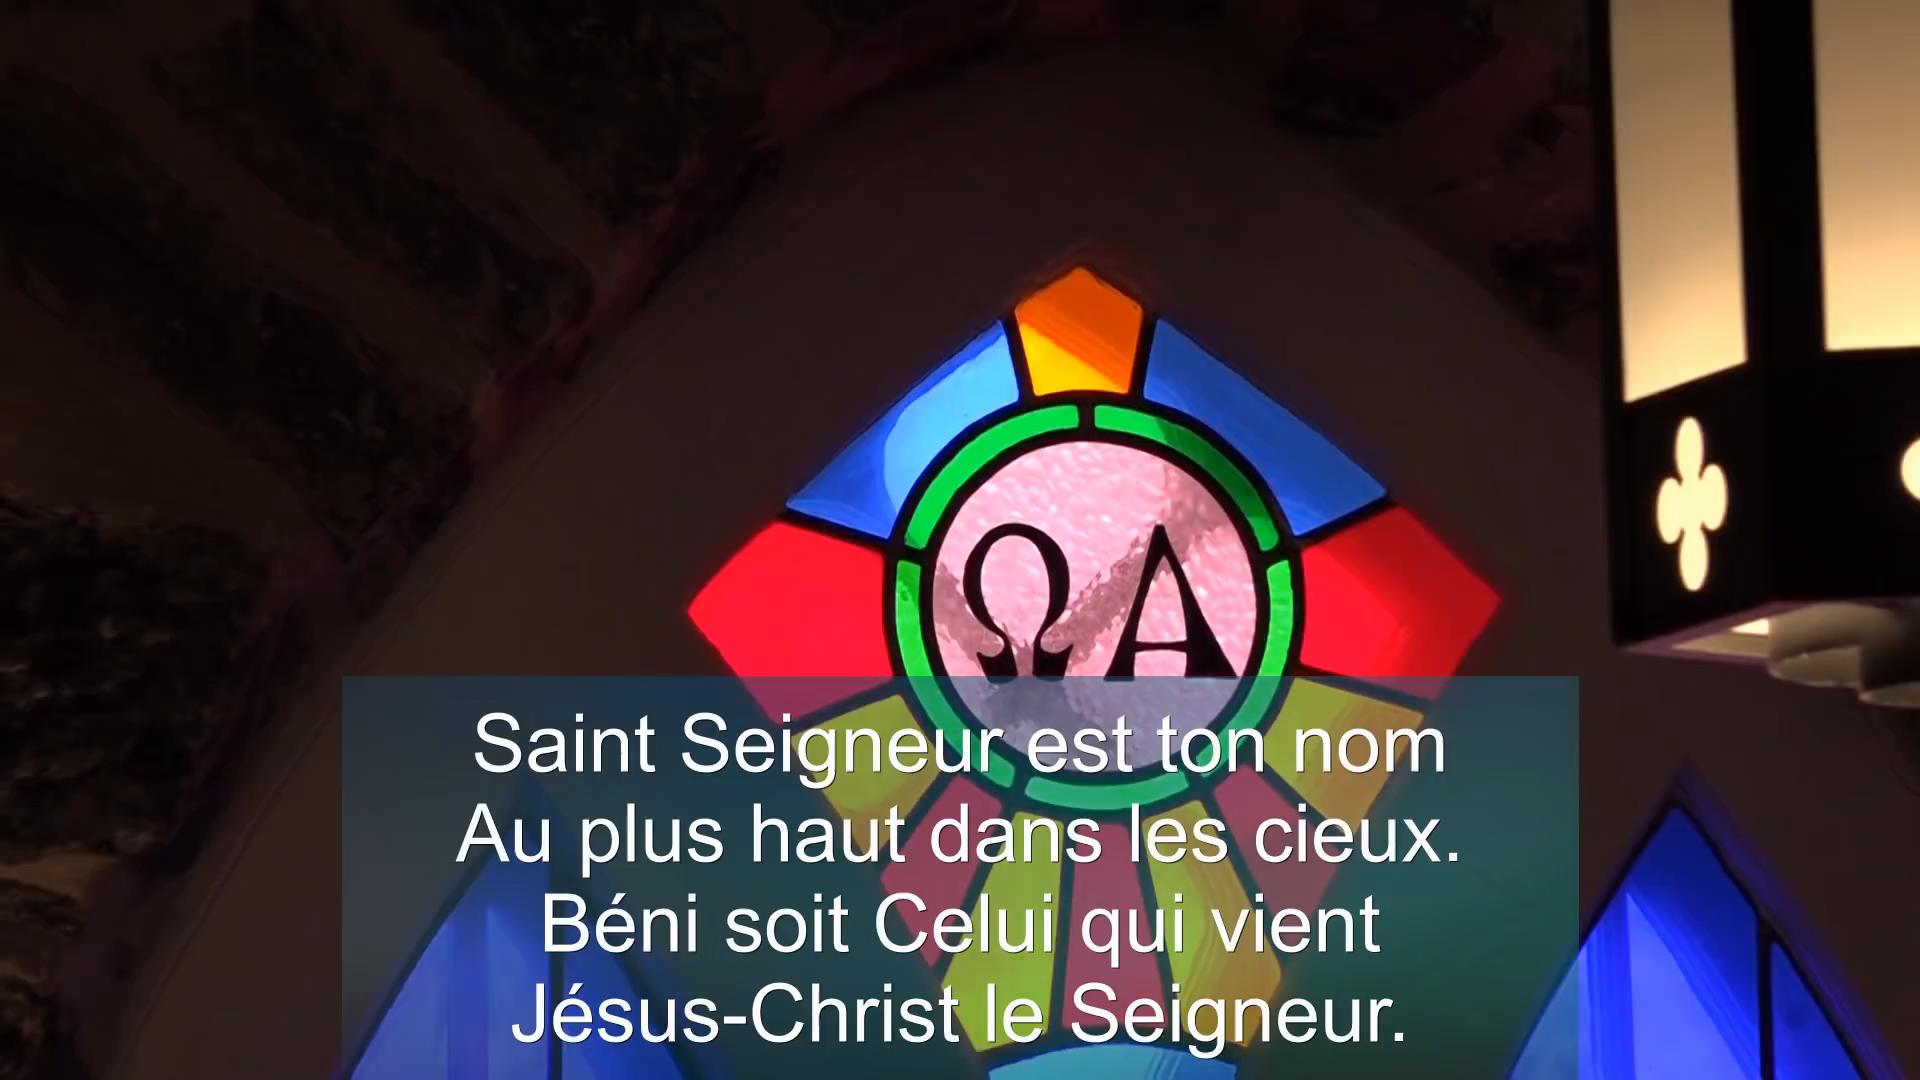 Ω A
Saint Seigneur est ton nom
Au plus haut dans les cieux.
Béni soit Celui qui vient
Jésus-Christ le Seigneur.